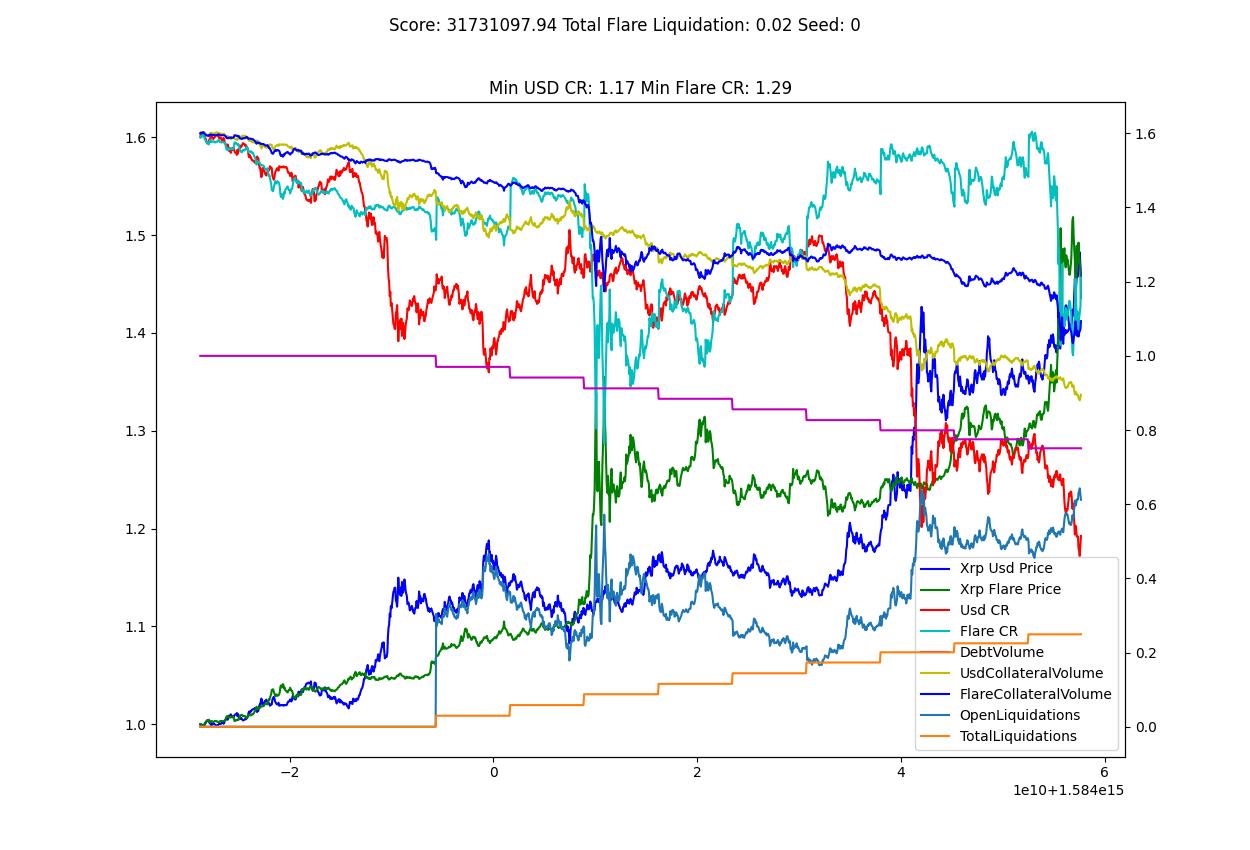 Score: 31731097.94 Total Flare Liquidation: 0.02 Seed: 0
Min USD CR: 1.17 Min Flare CR: 1.29
1.6
1.5
1.4
1.3
1.2
1.1
1.0
1.6
1.4
1.2
1.0
0.8
0.6
0.4
0.2
0.0
Xrp Usd Price
Xrp Flare Price
Usd CR
Flare CR
DebtVolume
UsdCollateralVolume
FlareCollateralVolume
OpenLiquidations
TotalLiquidations
−2 0 2 4 6
1e10+1.584e15